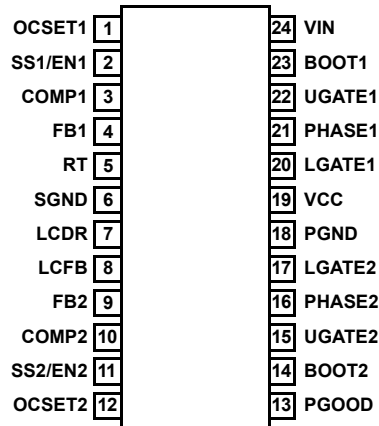 OCSET1 1 24 VIN
SS1/EN1 2 23 BOOT1
COMP1 3 22 UGATE1
FB1 4 21 PHASE1
RT 5 20 LGATE1
SGND 6 19 VCC
LCDR 7 18 PGND
LCFB 8 17 LGATE2
FB2 9 16 PHASE2
COMP2 10 15 UGATE2
SS2/EN2 11 14 BOOT2
OCSET2 12 13 PGOOD